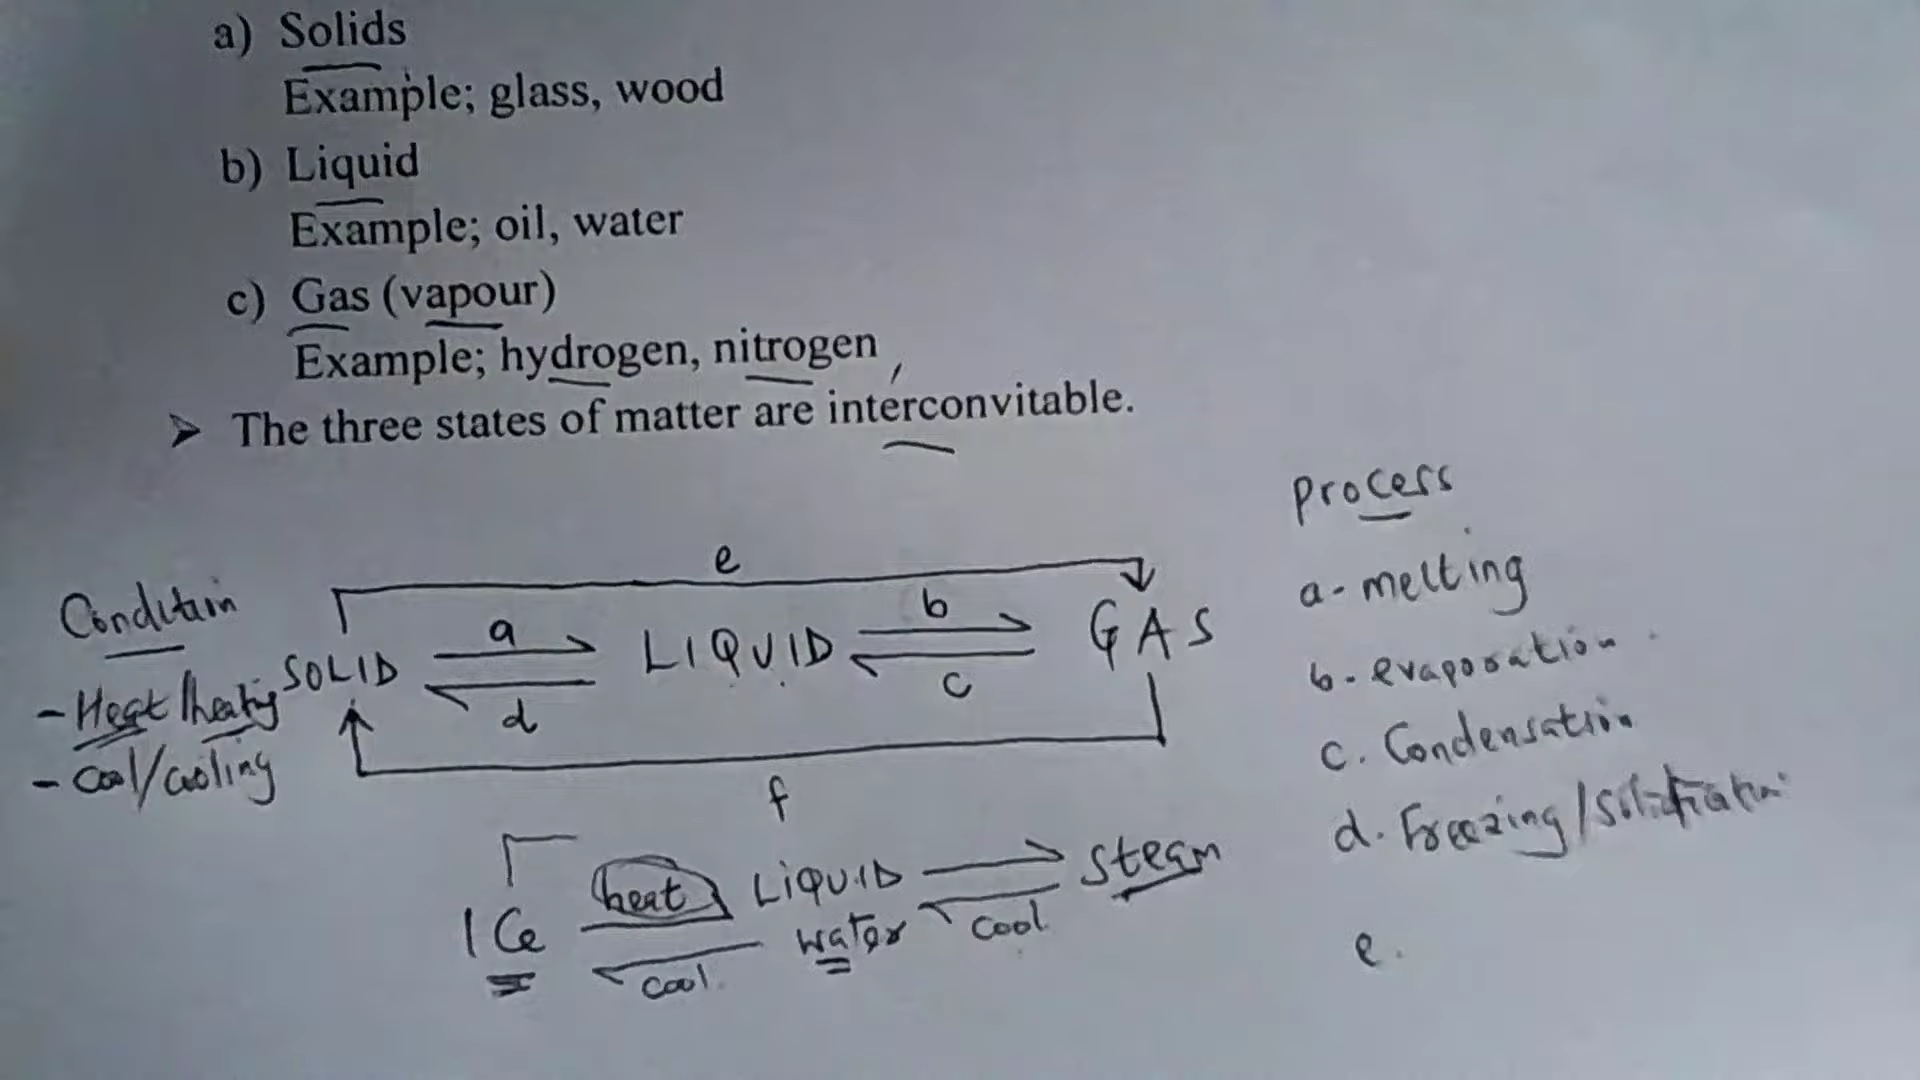 a) Solids
Example; glass, wood
b) Liquid
Example; oil, water
c) Gas (vapour)
Example; hydrogen, nitrogen,
➤ The three states of matter are interconvitable.
Process
e
Condition
a
b
a - melting
SOLID
LIQUID
GAS
- Heat/heating
d
c
b - evaporation
- Cool/cooling
c. Condensation
f
d. Freezing/
ICe
heat
LIQUID
water
Steam
cool.
cool
e.